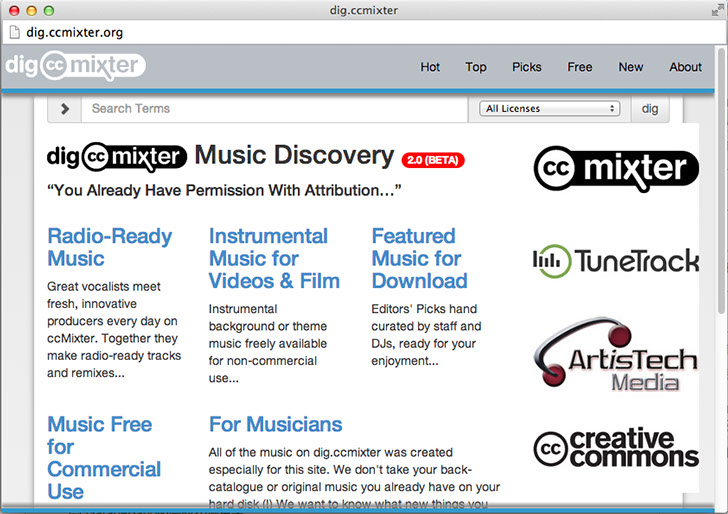 dig.ccmixter
dig.ccmixter.org
dig cc mixter
Hot Top Picks Free New About
Search Terms
All Licenses
dig
dig cc mixter Music Discovery 2.0 (BETA)
“You Already Have Permission With Attribution…”
Radio-Ready
Music
Great vocalists meet
fresh, innovative
producers every day on
ccMixter. Together they
make radio-ready tracks
and remixes...
Instrumental
Music for
Videos & Film
Instrumental
background or theme
music freely available
for non-commercial
use...
Featured
Music for
Download
Editors' Picks hand
curated by staff and
DJs, ready for your
enjoyment...
Music Free
for
Commercial
Use
For Musicians
All of the music on dig.ccmixter was created
especially for this site. We don't take your back-
catalogue or original music you already have on your
hard disk (!) We want to know what new things you
cc mixter
TuneTrack
ArtisTech
Media
cc creative
commons